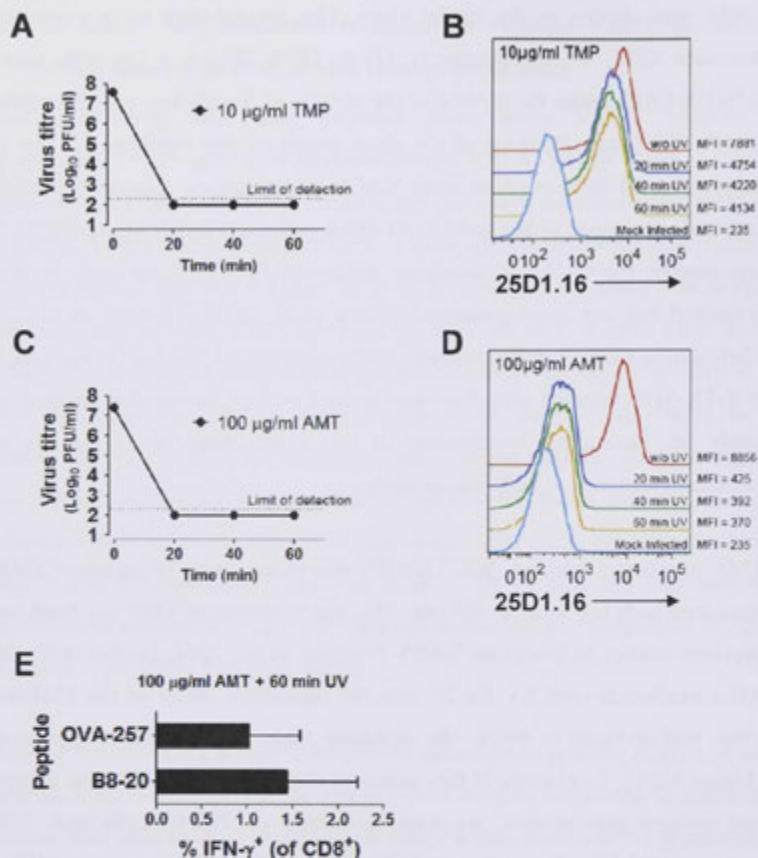 A
Virus titre
(Log₁₀ PFU/ml)
8
7
6
5
4
3
2
1
10 µg/ml TMP
Limit of detection
0 20 40 60
Time (min)
B
10µg/ml TMP
w/o UV MFI = 7881
20 min UV MFI = 4754
40 min UV MFI = 4220
60 min UV MFI = 4134
Mock Infected MFI = 235
0 10² 10³ 10⁴ 10⁵
25D1.16
C
Virus titre
(Log₁₀ PFU/ml)
8
7
6
5
4
3
2
1
100 µg/ml AMT
Limit of detection
0 20 40 60
Time (min)
D
100µg/ml AMT
w/o UV MFI = 8856
20 min UV MFI = 425
40 min UV MFI = 392
60 min UV MFI = 370
Mock Infected MFI = 235
0 10² 10³ 10⁴ 10⁵
25D1.16
E
100 µg/ml AMT + 60 min UV
Peptide
OVA-257
B8-20
0.0 0.5 1.0 1.5 2.0 2.5
% IFN-γ⁺ (of CD8⁺)